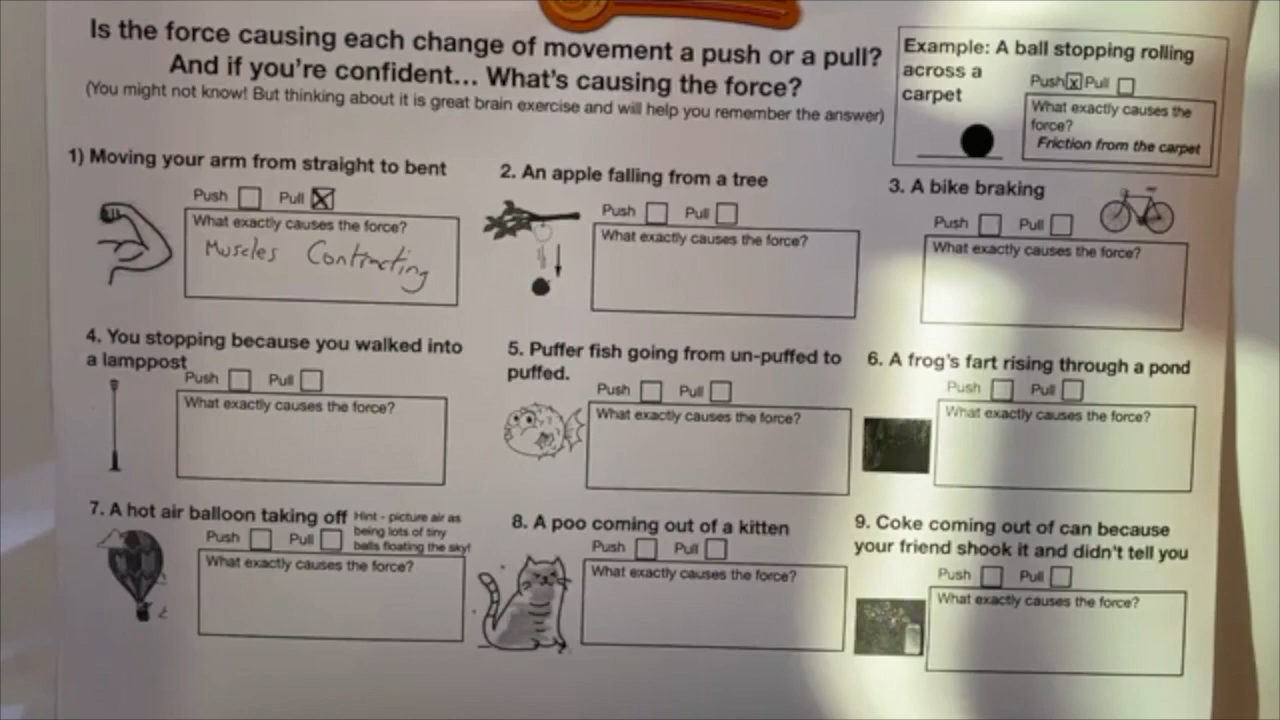 Is the force causing each change of movement a push or a pull?
And if you're confident... What's causing the force?
(You might not know! But thinking about it is great brain exercise and will help you remember the answer)
Example: A ball stopping rolling
across a
carpet
Push x Pull
What exactly causes the
force?
Friction from the carpet
1) Moving your arm from straight to bent
Push Pull
What exactly causes the force?
Muscles Contracting
2. An apple falling from a tree
Push Pull
What exactly causes the force?
3. A bike braking
Push Pull
What exactly causes the force?
4. You stopping because you walked into
a lamppost
Push Pull
What exactly causes the force?
5. Puffer fish going from un-puffed to
puffed.
Push Pull
What exactly causes the force?
6. A frog's fart rising through a pond
Push Pull
What exactly causes the force?
7. A hot air balloon taking off
Hint - picture air as
being lots of tiny
balls floating the sky!
Push Pull
What exactly causes the force?
8. A poo coming out of a kitten
Push Pull
What exactly causes the force?
9. Coke coming out of can because
your friend shook it and didn't tell you
Push Pull
What exactly causes the force?